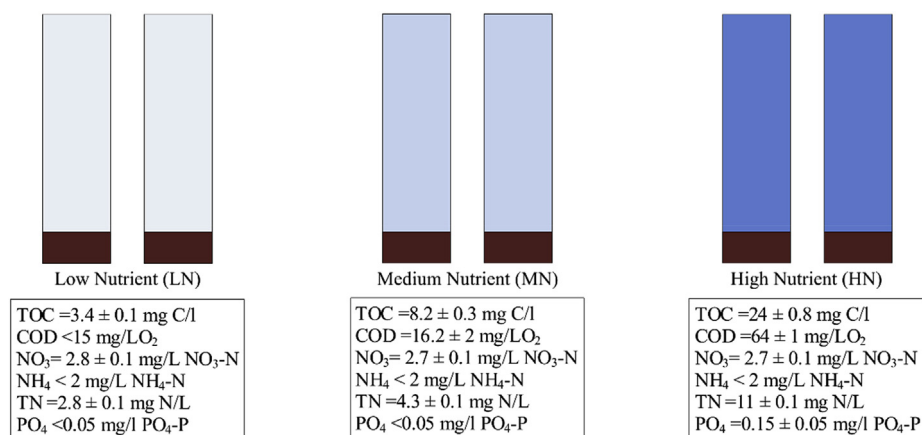 Low Nutrient (LN)
TOC =3.4 ± 0.1 mg C/l
COD <15 mg/LO₂
NO₃= 2.8 ± 0.1 mg/L NO₃-N
NH₄ < 2 mg/L NH₄-N
TN =2.8 ± 0.1 mg N/L
PO₄ <0.05 mg/l PO₄-P
Medium Nutrient (MN)
TOC =8.2 ± 0.3 mg C/l
COD =16.2 ± 2 mg/LO₂
NO₃= 2.7 ± 0.1 mg/L NO₃-N
NH₄ < 2 mg/L NH₄-N
TN =4.3 ± 0.1 mg N/L
PO₄ <0.05 mg/l PO₄-P
High Nutrient (HN)
TOC =24 ± 0.8 mg C/l
COD =64 ± 1 mg/LO₂
NO₃= 2.7 ± 0.1 mg/L NO₃-N
NH₄ < 2 mg/L NH₄-N
TN =11 ± 0.1 mg N/L
PO₄ =0.15 ± 0.05 mg/l PO₄-P